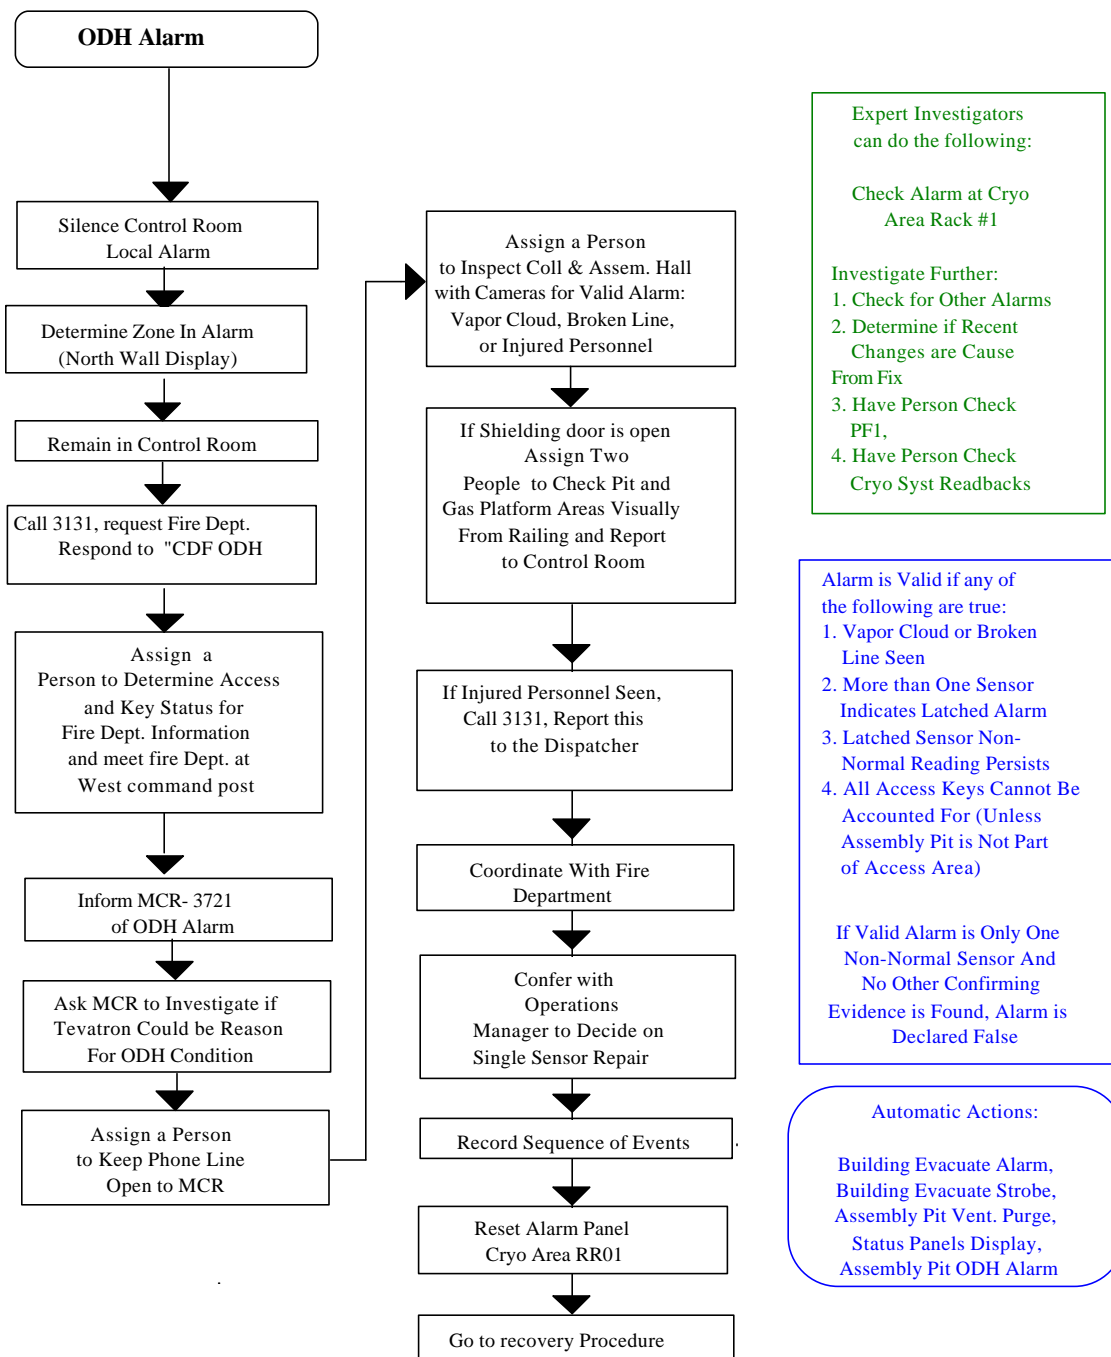 ODH Alarm
Silence Control Room
Local Alarm
Determine Zone In Alarm
(North Wall Display)
Remain in Control Room
Call 3131, request Fire Dept.
Respond to "CDF ODH
Assign a
Person to Determine Access
and Key Status for
Fire Dept. Information
and meet fire Dept. at
West command post
Inform MCR- 3721
of ODH Alarm
Ask MCR to Investigate if
Tevatron Could be Reason
For ODH Condition
Assign a Person
to Keep Phone Line
Open to MCR
Assign a Person
to Inspect Coll & Assem. Hall
with Cameras for Valid Alarm:
Vapor Cloud, Broken Line,
or Injured Personnel
If Shielding door is open
Assign Two
People to Check Pit and
Gas Platform Areas Visually
From Railing and Report
to Control Room
If Injured Personnel Seen,
Call 3131, Report this
to the Dispatcher
Coordinate With Fire
Department
Confer with
Operations
Manager to Decide on
Single Sensor Repair
Record Sequence of Events
Reset Alarm Panel
Cryo Area RR01
Go to recovery Procedure
Expert Investigators
can do the following:
Check Alarm at Cryo
Area Rack #1
Investigate Further:
1. Check for Other Alarms
2. Determine if Recent
Changes are Cause
From Fix
3. Have Person Check
PF1,
4. Have Person Check
Cryo Syst Readbacks
Alarm is Valid if any of
the following are true:
1. Vapor Cloud or Broken
Line Seen
2. More than One Sensor
Indicates Latched Alarm
3. Latched Sensor Non-
Normal Reading Persists
4. All Access Keys Cannot Be
Accounted For (Unless
Assembly Pit is Not Part
of Access Area)
If Valid Alarm is Only One
Non-Normal Sensor And
No Other Confirming
Evidence is Found, Alarm is
Declared False
Automatic Actions:
Building Evacuate Alarm,
Building Evacuate Strobe,
Assembly Pit Vent. Purge,
Status Panels Display,
Assembly Pit ODH Alarm